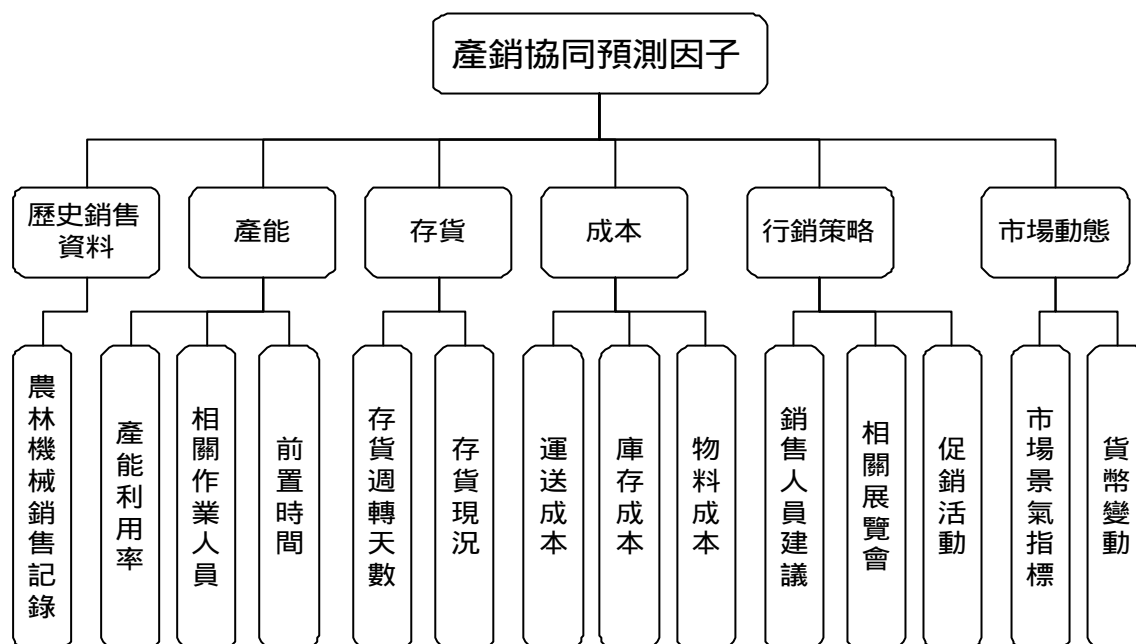 產銷協同預測因子
歷史銷售
資料
產能
存貨
成本
行銷策略
市場動態
農林機械銷售記錄
產能利用率
相關作業人員
前置時間
存貨週轉天數
存貨現況
運送成本
庫存成本
物料成本
銷售人員建議
相關展覽會
促銷活動
市場景氣指標
貨幣變動